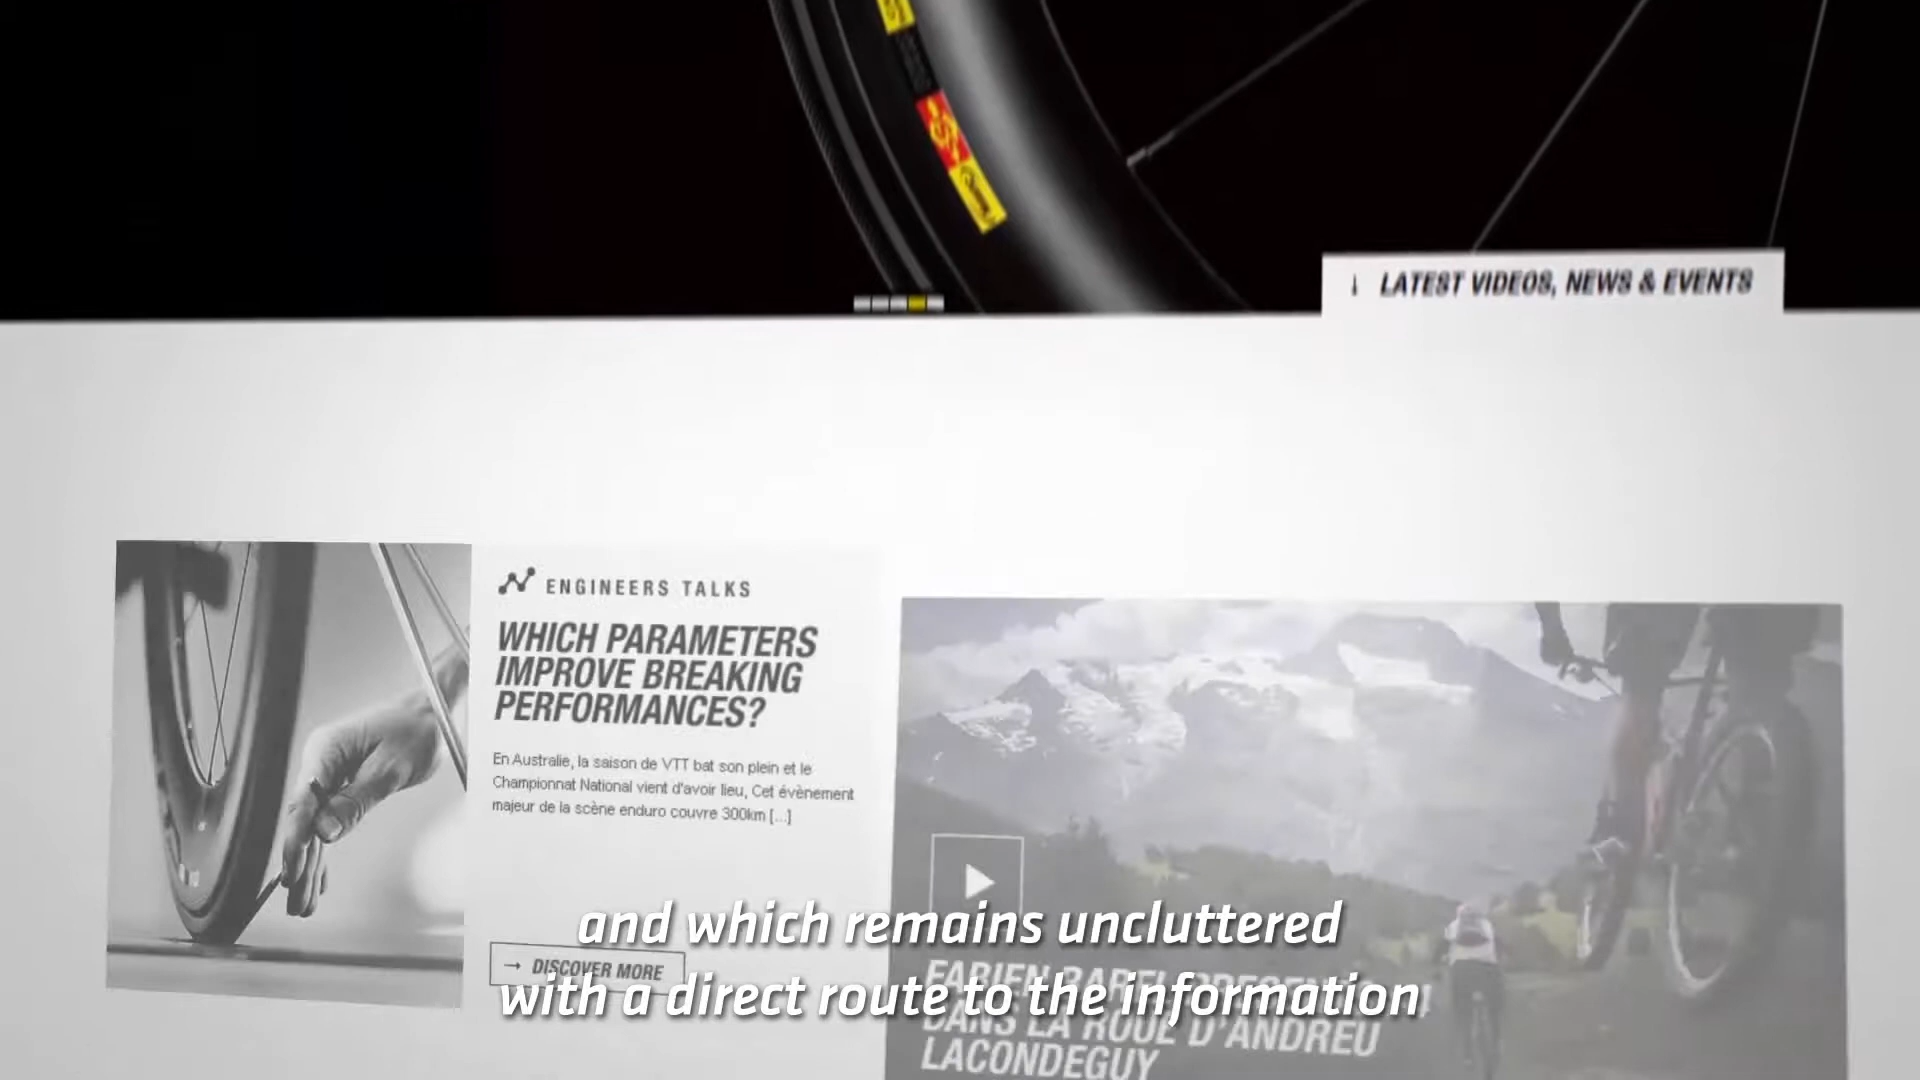 LATEST VIDEOS, NEWS & EVENTS
ENGINEERS TALKS
WHICH PARAMETERS
IMPROVE BREAKING
PERFORMANCES?
En Australie, la saison de VTT bat son plein et le
Championnat National vient d'avoir lieu, Cet évènement
majeur de la scène enduro couvre 300km [...]
→ DISCOVER MORE
DANS LA ROUE D'ANDREU
LACONDEGUY
and which remains uncluttered
with a direct route to the information